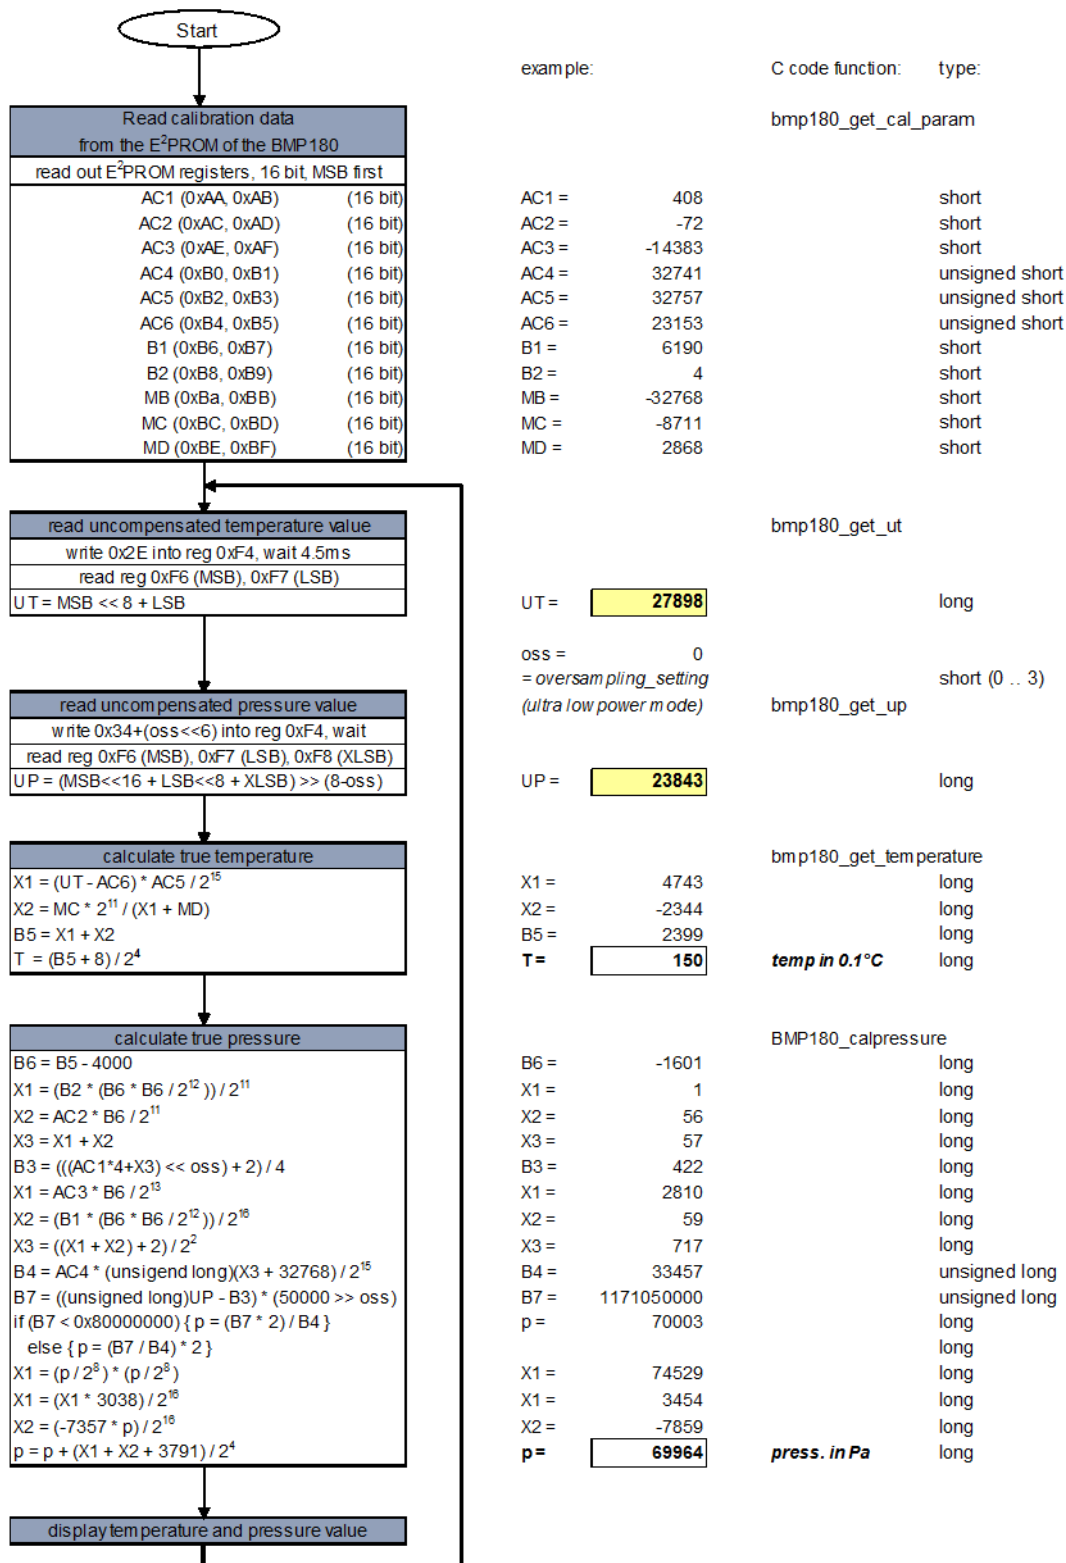 Start
example: C code function: type:
Read calibration data bmp180_get_cal_param
from the E²PROM of the BMP180
read out E²PROM registers, 16 bit, MSB first
AC1 (0xAA, 0xAB) (16 bit) AC1 = 408 short
AC2 (0xAC, 0xAD) (16 bit) AC2 = -72 short
AC3 (0xAE, 0xAF) (16 bit) AC3 = -14383 short
AC4 (0xB0, 0xB1) (16 bit) AC4 = 32741 unsigned short
AC5 (0xB2, 0xB3) (16 bit) AC5 = 32757 unsigned short
AC6 (0xB4, 0xB5) (16 bit) AC6 = 23153 unsigned short
B1 (0xB6, 0xB7) (16 bit) B1 = 6190 short
B2 (0xB8, 0xB9) (16 bit) B2 = 4 short
MB (0xBa, 0xBB) (16 bit) MB = -32768 short
MC (0xBC, 0xBD) (16 bit) MC = -8711 short
MD (0xBE, 0xBF) (16 bit) MD = 2868 short
read uncompensated temperature value bmp180_get_ut
write 0x2E into reg 0xF4, wait 4.5ms
read reg 0xF6 (MSB), 0xF7 (LSB)
UT = MSB << 8 + LSB UT = 27898 long
oss = 0
= oversampling_setting short (0 .. 3)
read uncompensated pressure value (ultra low power mode) bmp180_get_up
write 0x34+(oss<<6) into reg 0xF4, wait
read reg 0xF6 (MSB), 0xF7 (LSB), 0xF8 (XLSB)
UP = (MSB<<16 + LSB<<8 + XLSB) >> (8-oss) UP = 23843 long
calculate true temperature bmp180_get_temperature
X1 = (UT - AC6) * AC5 / 2¹⁵ X1 = 4743 long
X2 = MC * 2¹¹ / (X1 + MD) X2 = -2344 long
B5 = X1 + X2 B5 = 2399 long
T = (B5 + 8) / 2⁴ T = 150 temp in 0.1°C long
calculate true pressure BMP180_calpressure
B6 = B5 - 4000 B6 = -1601 long
X1 = (B2 * (B6 * B6 / 2¹² )) / 2¹¹ X1 = 1 long
X2 = AC2 * B6 / 2¹¹ X2 = 56 long
X3 = X1 + X2 X3 = 57 long
B3 = (((AC1*4+X3) << oss) + 2) / 4 B3 = 422 long
X1 = AC3 * B6 / 2¹³ X1 = 2810 long
X2 = (B1 * (B6 * B6 / 2¹² )) / 2¹⁶ X2 = 59 long
X3 = ((X1 + X2) + 2) / 2² X3 = 717 long
B4 = AC4 * (unsigend long)(X3 + 32768) / 2¹⁵ B4 = 33457 unsigned long
B7 = ((unsigned long)UP - B3) * (50000 >> oss) B7 = 1171050000 unsigned long
if (B7 < 0x80000000) { p = (B7 * 2) / B4 } p = 70003 long
else { p = (B7 / B4) * 2 } long
X1 = (p / 2⁸ ) * (p / 2⁸ ) X1 = 74529 long
X1 = (X1 * 3038) / 2¹⁶ X1 = 3454 long
X2 = (-7357 * p) / 2¹⁶ X2 = -7859 long
p = p + (X1 + X2 + 3791) / 2⁴ p = 69964 press. in Pa long
display temperature and pressure value